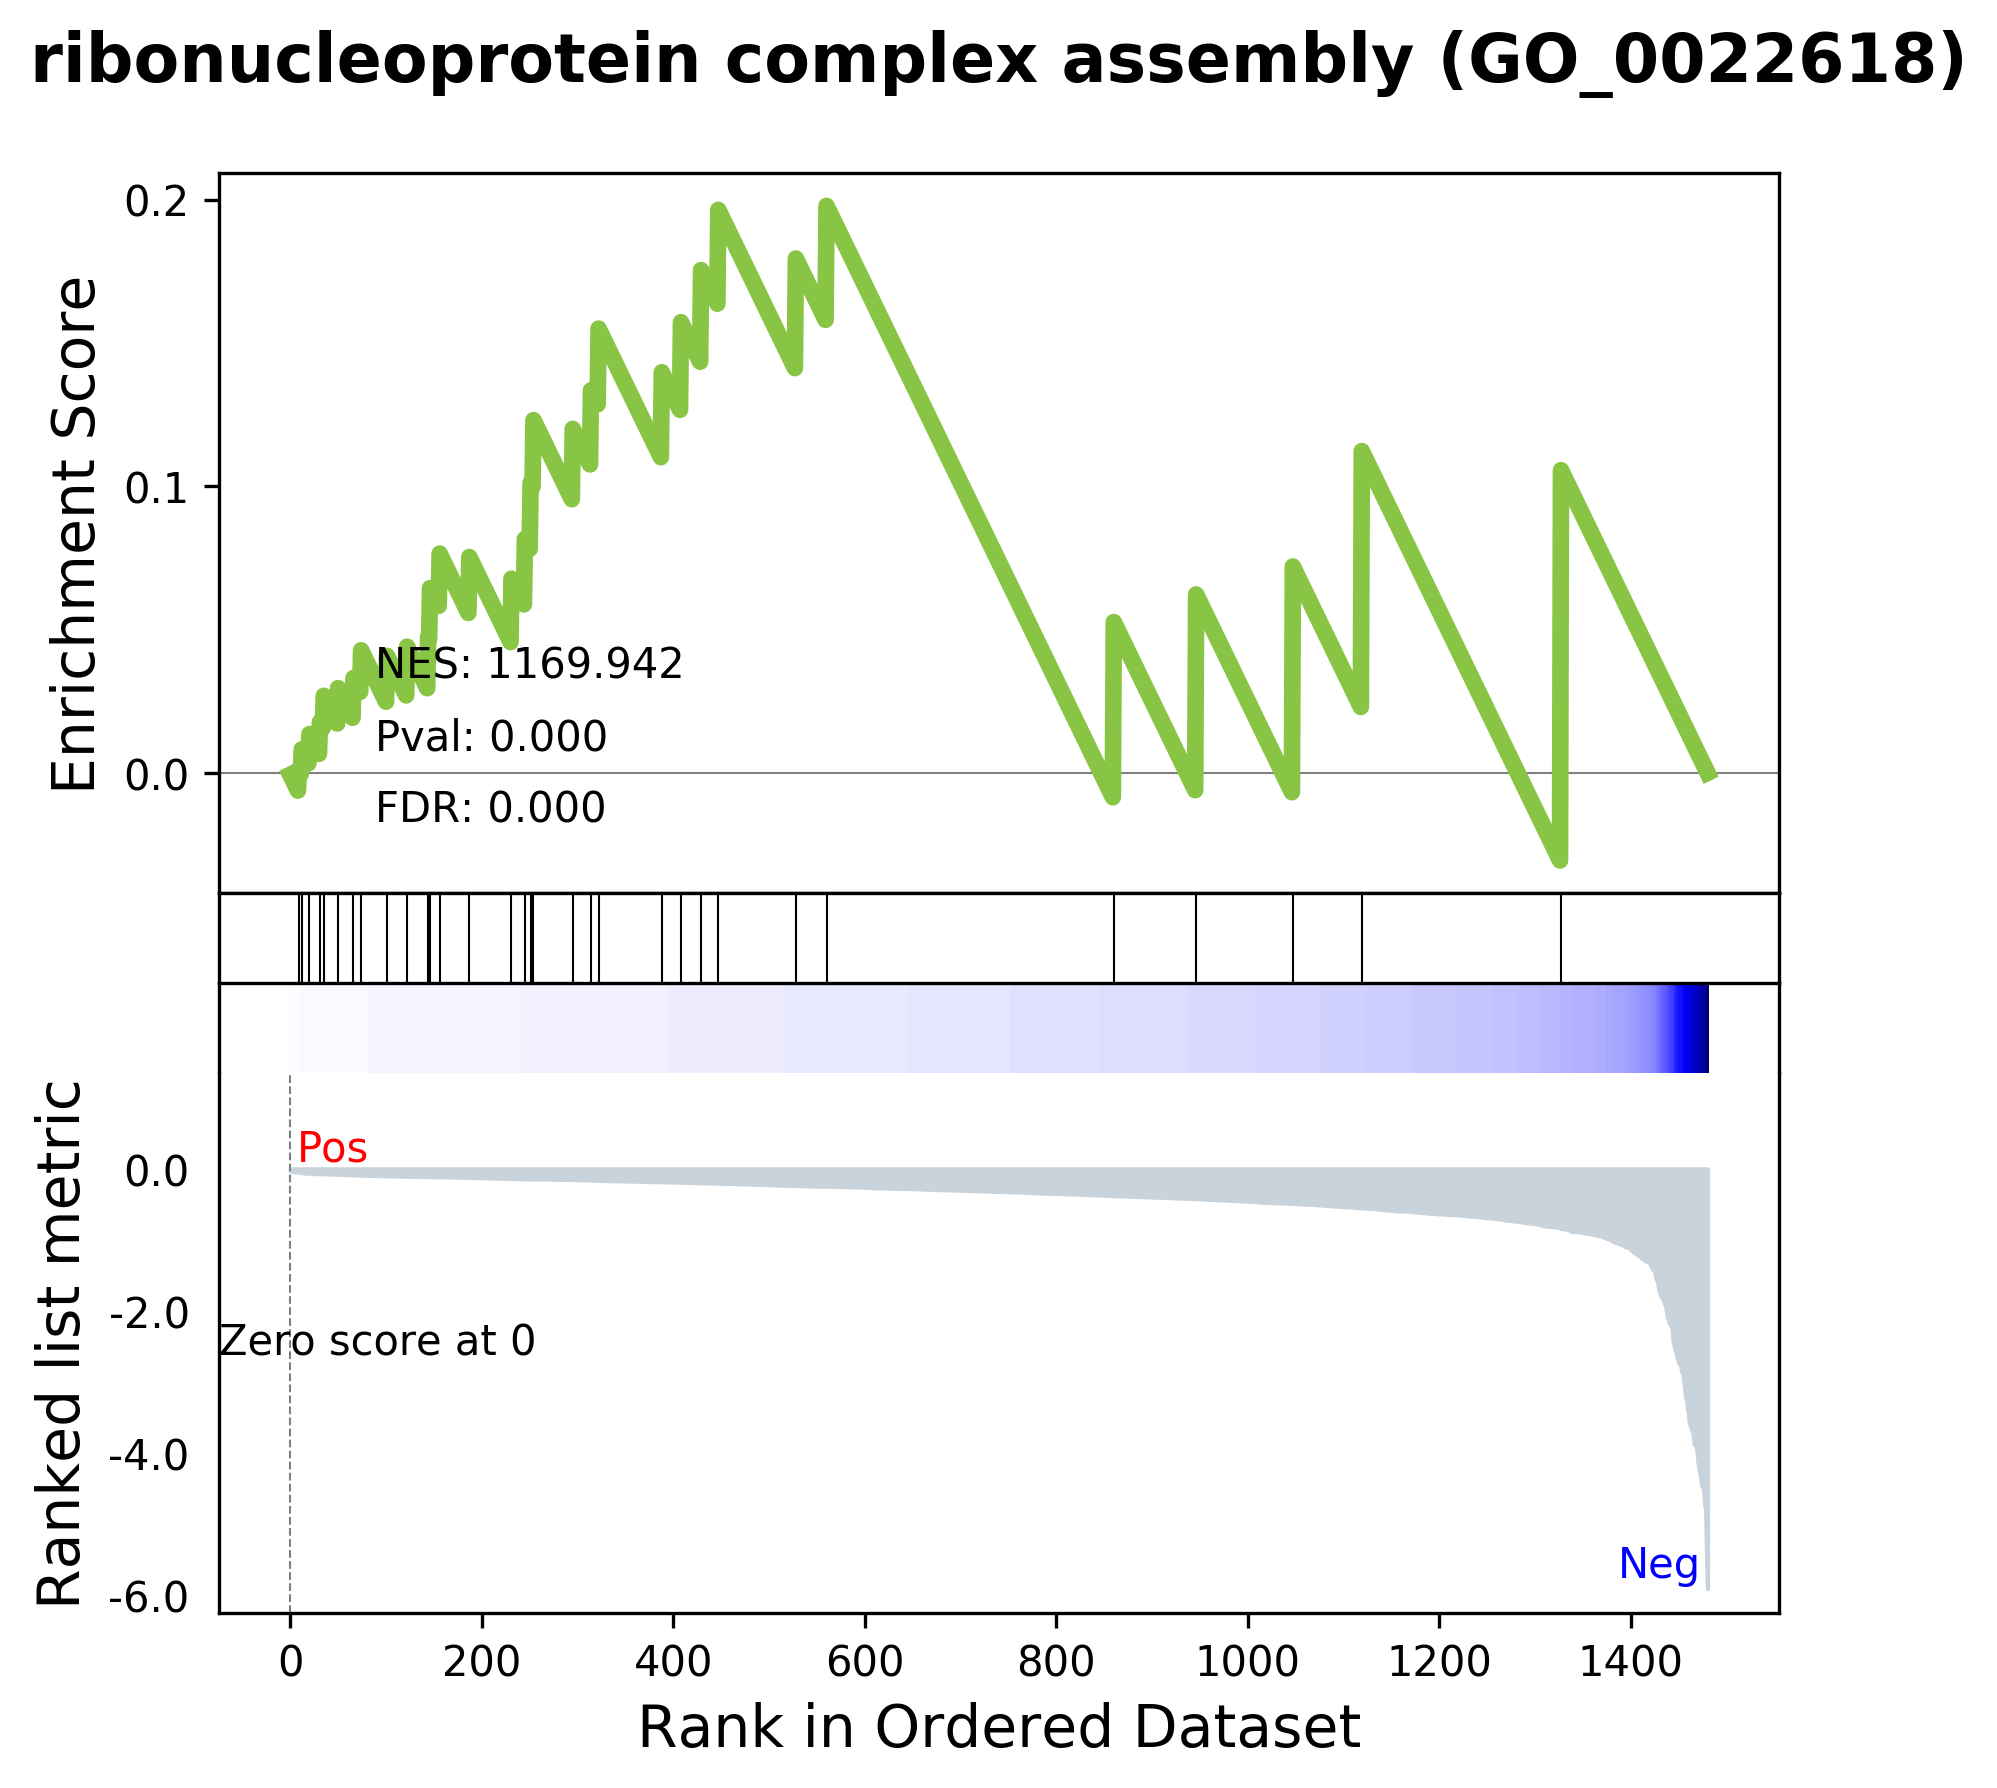 ribonucleoprotein complex assembly (GO_0022618)
Enrichment Score
0.2
0.1
0.0
NES: 1169.942
Pval: 0.000
FDR: 0.000
Ranked list metric
Pos
0.0
-2.0
Zero score at 0
-4.0
Neg
-6.0
0 200 400 600 800 1000 1200 1400
Rank in Ordered Dataset